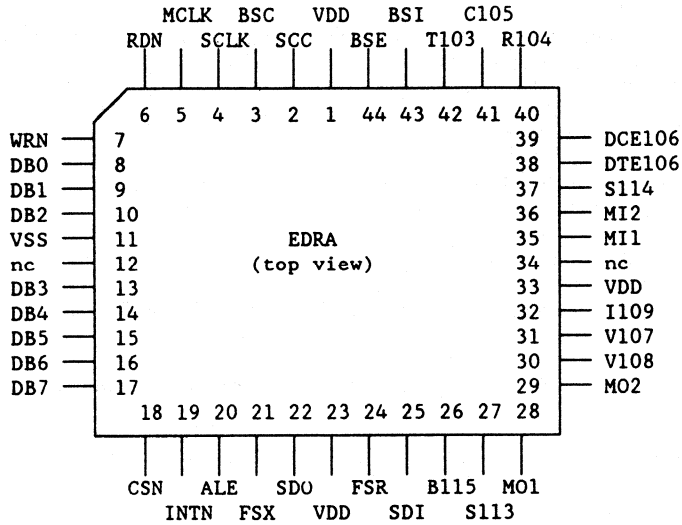 MCLK BSC VDD BSI C105
RDN SCLK SCC BSE T103 R104
6 5 4 3 2 1 44 43 42 41 40
WRN 7 39 DCE106
DB0 8 38 DTE106
DB1 9 37 S114
DB2 10 36 MI2
VSS 11 35 MI1
EDRA
nc 12 34 nc
(top view)
DB3 13 33 VDD
DB4 14 32 I109
DB5 15 31 V107
DB6 16 30 V108
DB7 17 29 MO2
18 19 20 21 22 23 24 25 26 27 28
CSN ALE SDO FSR B115 MO1
INTN FSX VDD SDI S113